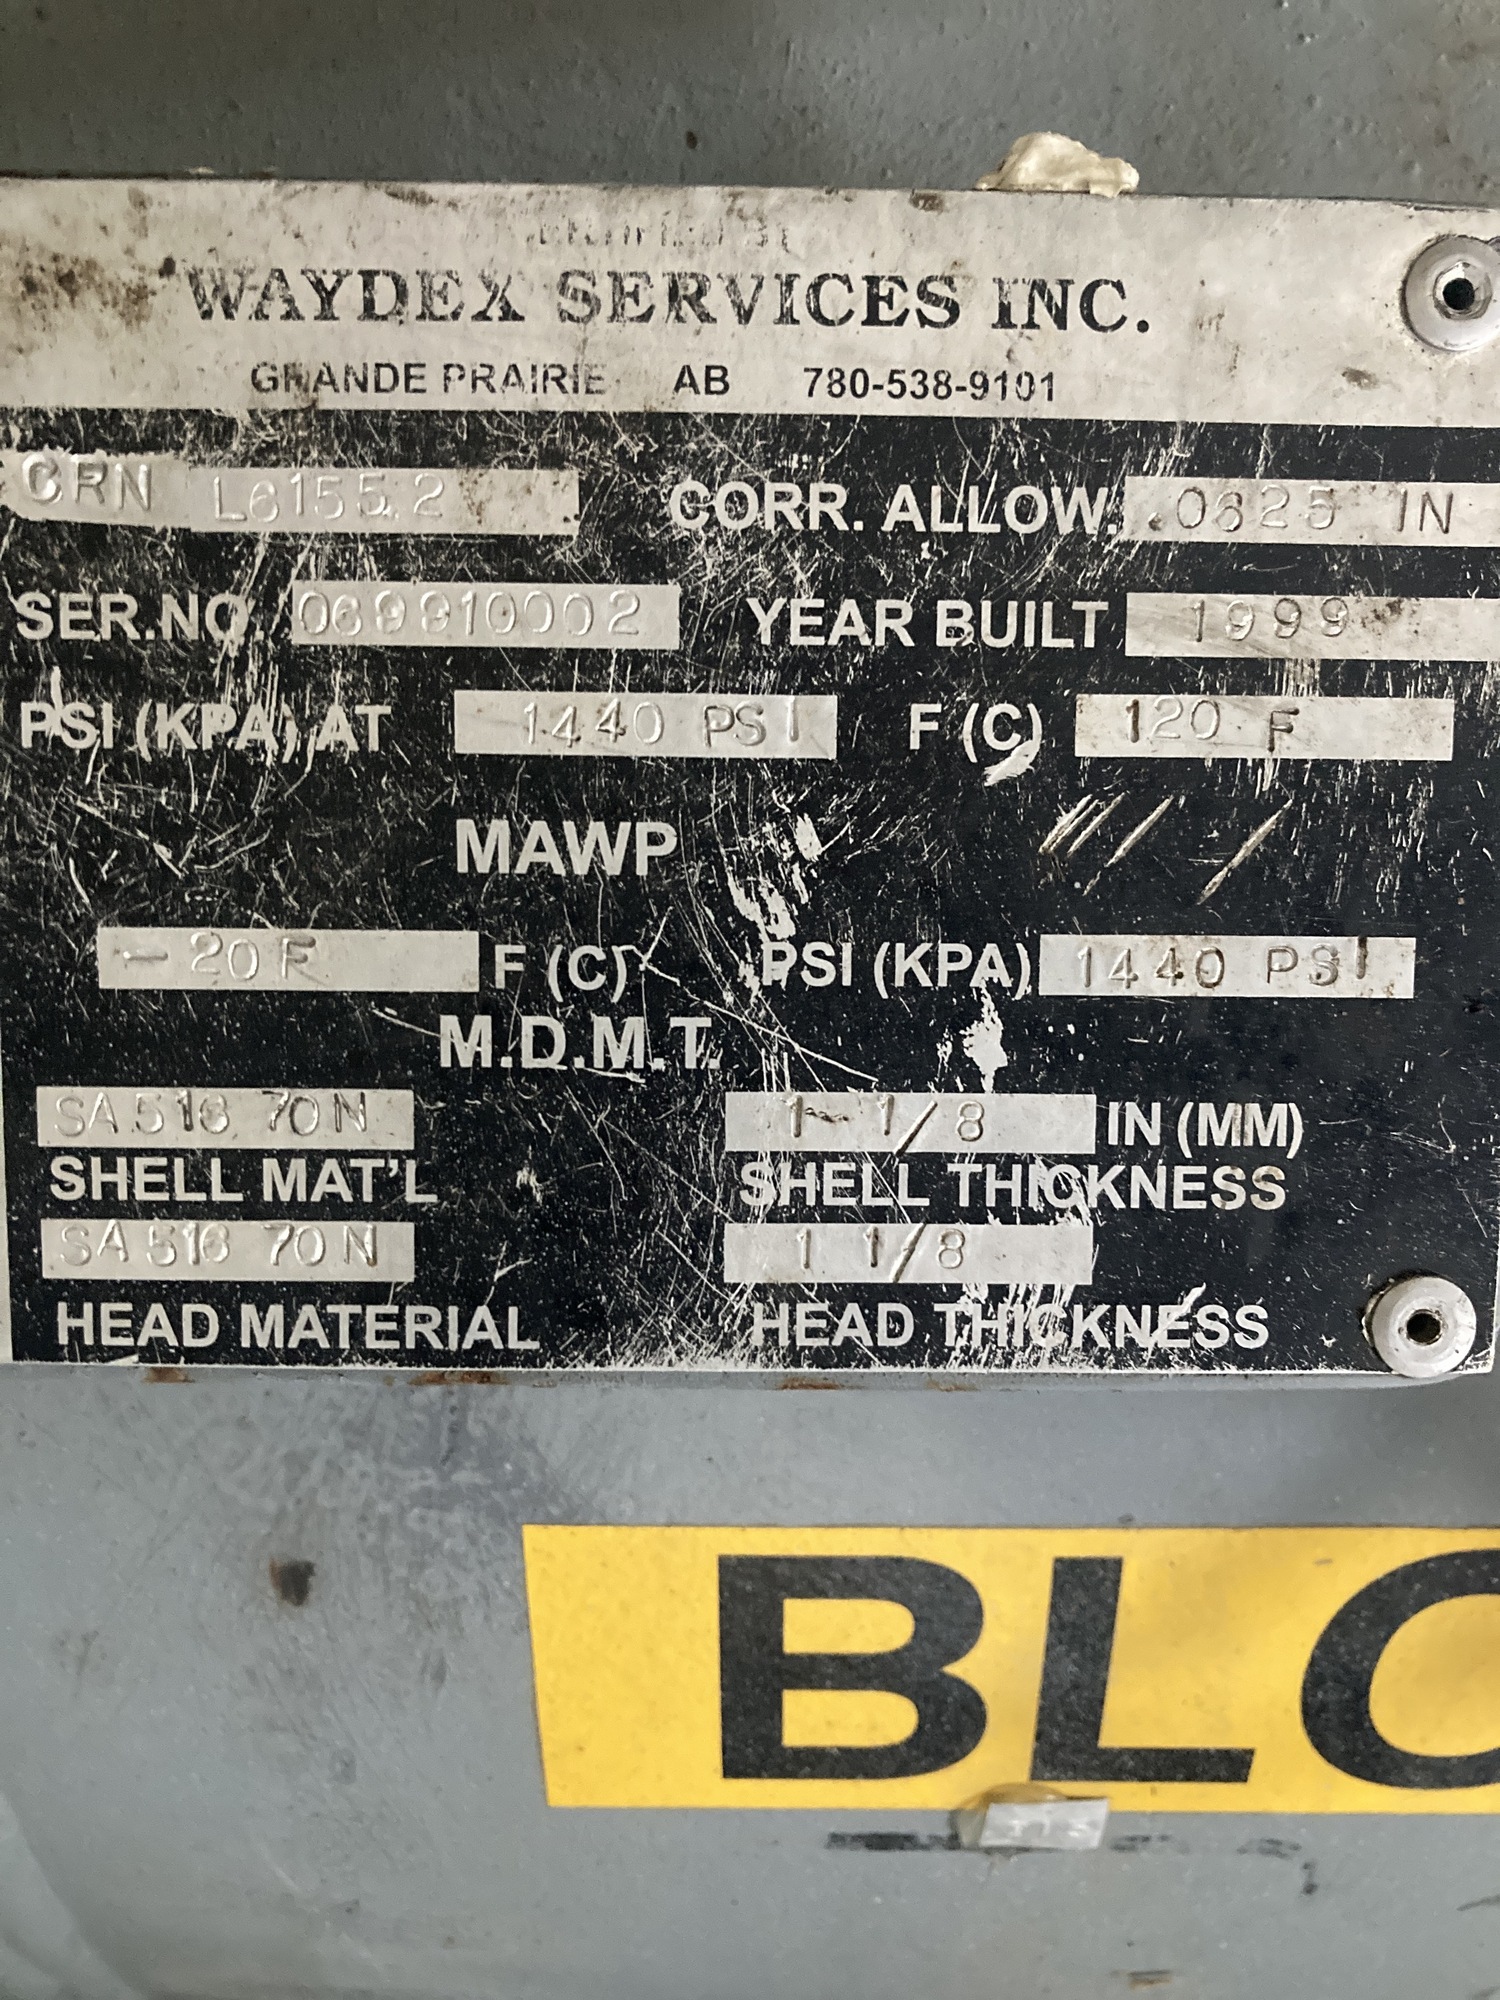 CERTIFIED BY
WAYDEX SERVICES INC.
GRANDE PRAIRIE AB 780-538-9101
CRN L6155.2 CORR. ALLOW. .0625 IN
SER.NO. 069910002 YEAR BUILT 1999
PSI (KPA) AT 1440 PSI F (C) 120 F
MAWP
-20 F F (C) PSI (KPA) 1440 PSI
M.D.M.T.
SA 516 70N 1-1/8 IN (MM)
SHELL MAT'L SHELL THICKNESS
SA 516 70N 1 1/8
HEAD MATERIAL HEAD THICKNESS
BLO